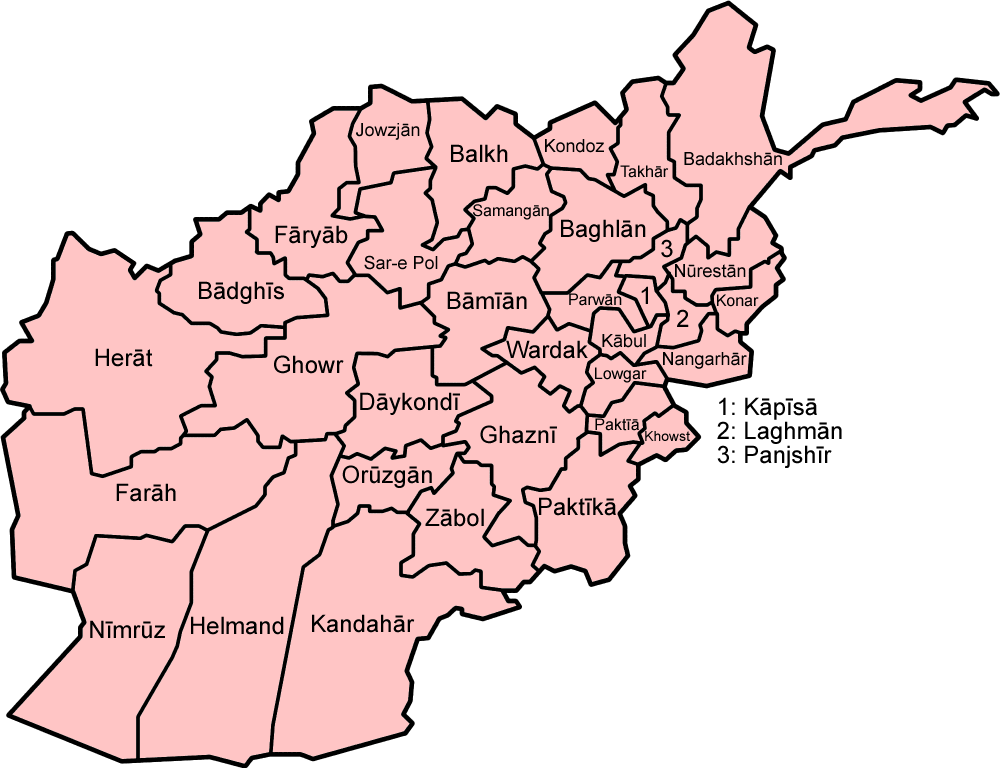 Jowzjān
Balkh
Kondoz
Takhār
Badakhshān
Samangān
Fāryāb
Baghlān
Sar-e Pol
3
Nūrestān
Bādghīs
Bāmīān
Parwān
1
Konar
2
Herāt
Ghowr
Wardak
Kābul
Nangarhār
Lowgar
Dāykondī
1: Kāpīsā
Ghaznī
Paktīā
Khowst
2: Laghmān
3: Panjshīr
Orūzgān
Farāh
Zābol
Paktīkā
Nīmrūz
Helmand
Kandahār